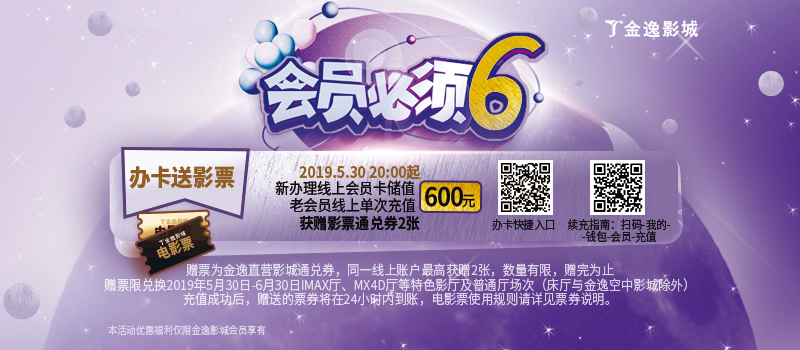 金逸影城
会员必须6
办卡送影票
2019.5.30 20:00起
新办理线上会员卡储值
老会员线上单次充值
600元
获赠影票通兑券2张
金逸影城
电影票
办卡快捷入口
续充指南：扫码-我的-
-钱包-会员-充值
赠票为金逸直营影城通兑券，同一线上账户最高获赠2张，数量有限，赠完为止
赠票限兑换2019年5月30日-6月30日IMAX厅、MX4D厅等特色影厅及普通厅场次（床厅与金逸空中影城除外）
充值成功后，赠送的票券将在24小时内到账，电影票使用规则请详见票券说明。
本活动优惠福利仅限金逸影城会员享有